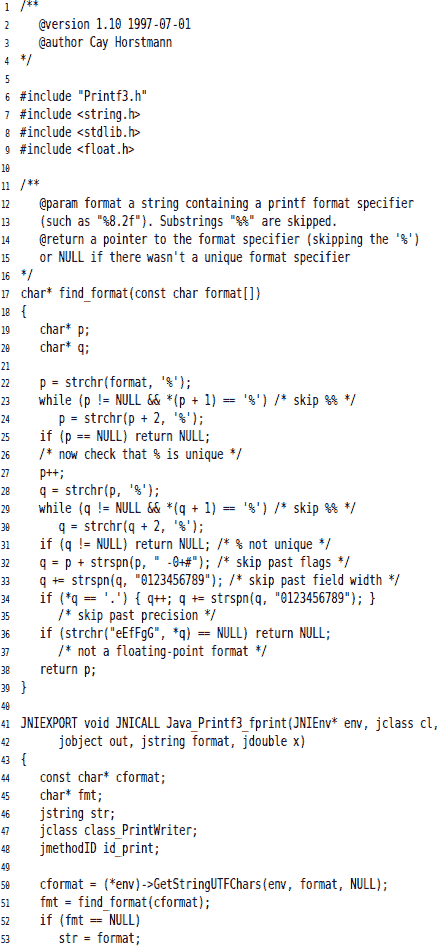 1 /**
2 @version 1.10 1997-07-01
3 @author Cay Horstmann
4 */
5
6 #include "Printf3.h"
7 #include <string.h>
8 #include <stdlib.h>
9 #include <float.h>
10
11 /**
12 @param format a string containing a printf format specifier
13 (such as "%8.2f"). Substrings "%%" are skipped.
14 @return a pointer to the format specifier (skipping the '%')
15 or NULL if there wasn't a unique format specifier
16 */
17 char* find_format(const char format[])
18 {
19 char* p;
20 char* q;
21
22 p = strchr(format, '%');
23 while (p != NULL && *(p + 1) == '%') /* skip %% */
24 p = strchr(p + 2, '%');
25 if (p == NULL) return NULL;
26 /* now check that % is unique */
27 p++;
28 q = strchr(p, '%');
29 while (q != NULL && *(q + 1) == '%') /* skip %% */
30 q = strchr(q + 2, '%');
31 if (q != NULL) return NULL; /* % not unique */
32 q = p + strspn(p, " -0+#"); /* skip past flags */
33 q += strspn(q, "0123456789"); /* skip past field width */
34 if (*q == '.') { q++; q += strspn(q, "0123456789"); }
35 /* skip past precision */
36 if (strchr("eEfFgG", *q) == NULL) return NULL;
37 /* not a floating-point format */
38 return p;
39 }
40
41 JNIEXPORT void JNICALL Java_Printf3_fprint(JNIEnv* env, jclass cl,
42 jobject out, jstring format, jdouble x)
43 {
44 const char* cformat;
45 char* fmt;
46 jstring str;
47 jclass class_PrintWriter;
48 jmethodID id_print;
49
50 cformat = (*env)->GetStringUTFChars(env, format, NULL);
51 fmt = find_format(cformat);
52 if (fmt == NULL)
53 str = format;